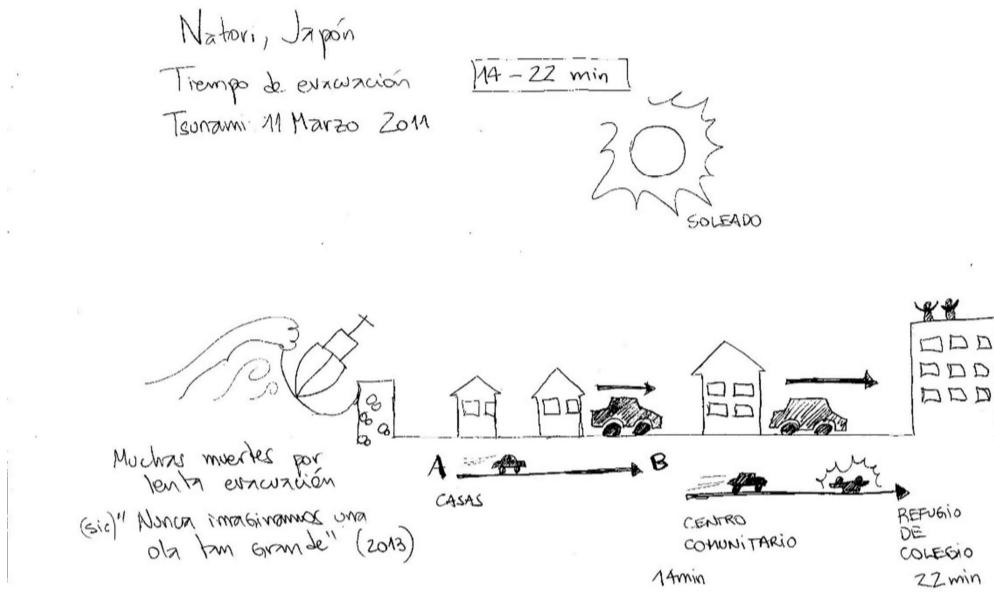 Natori, Japón
Tiempo de evacuación
Tsunami 11 Marzo 2011
14 - 22 min
SOLEADO
Muchas muertes por
lenta evacuación
(sic) "Nunca imaginamos una
ola tan grande" (2013)
A
B
CASAS
CENTRO
COMUNITARIO
14min
REFUGIO
DE
COLEGIO
22min